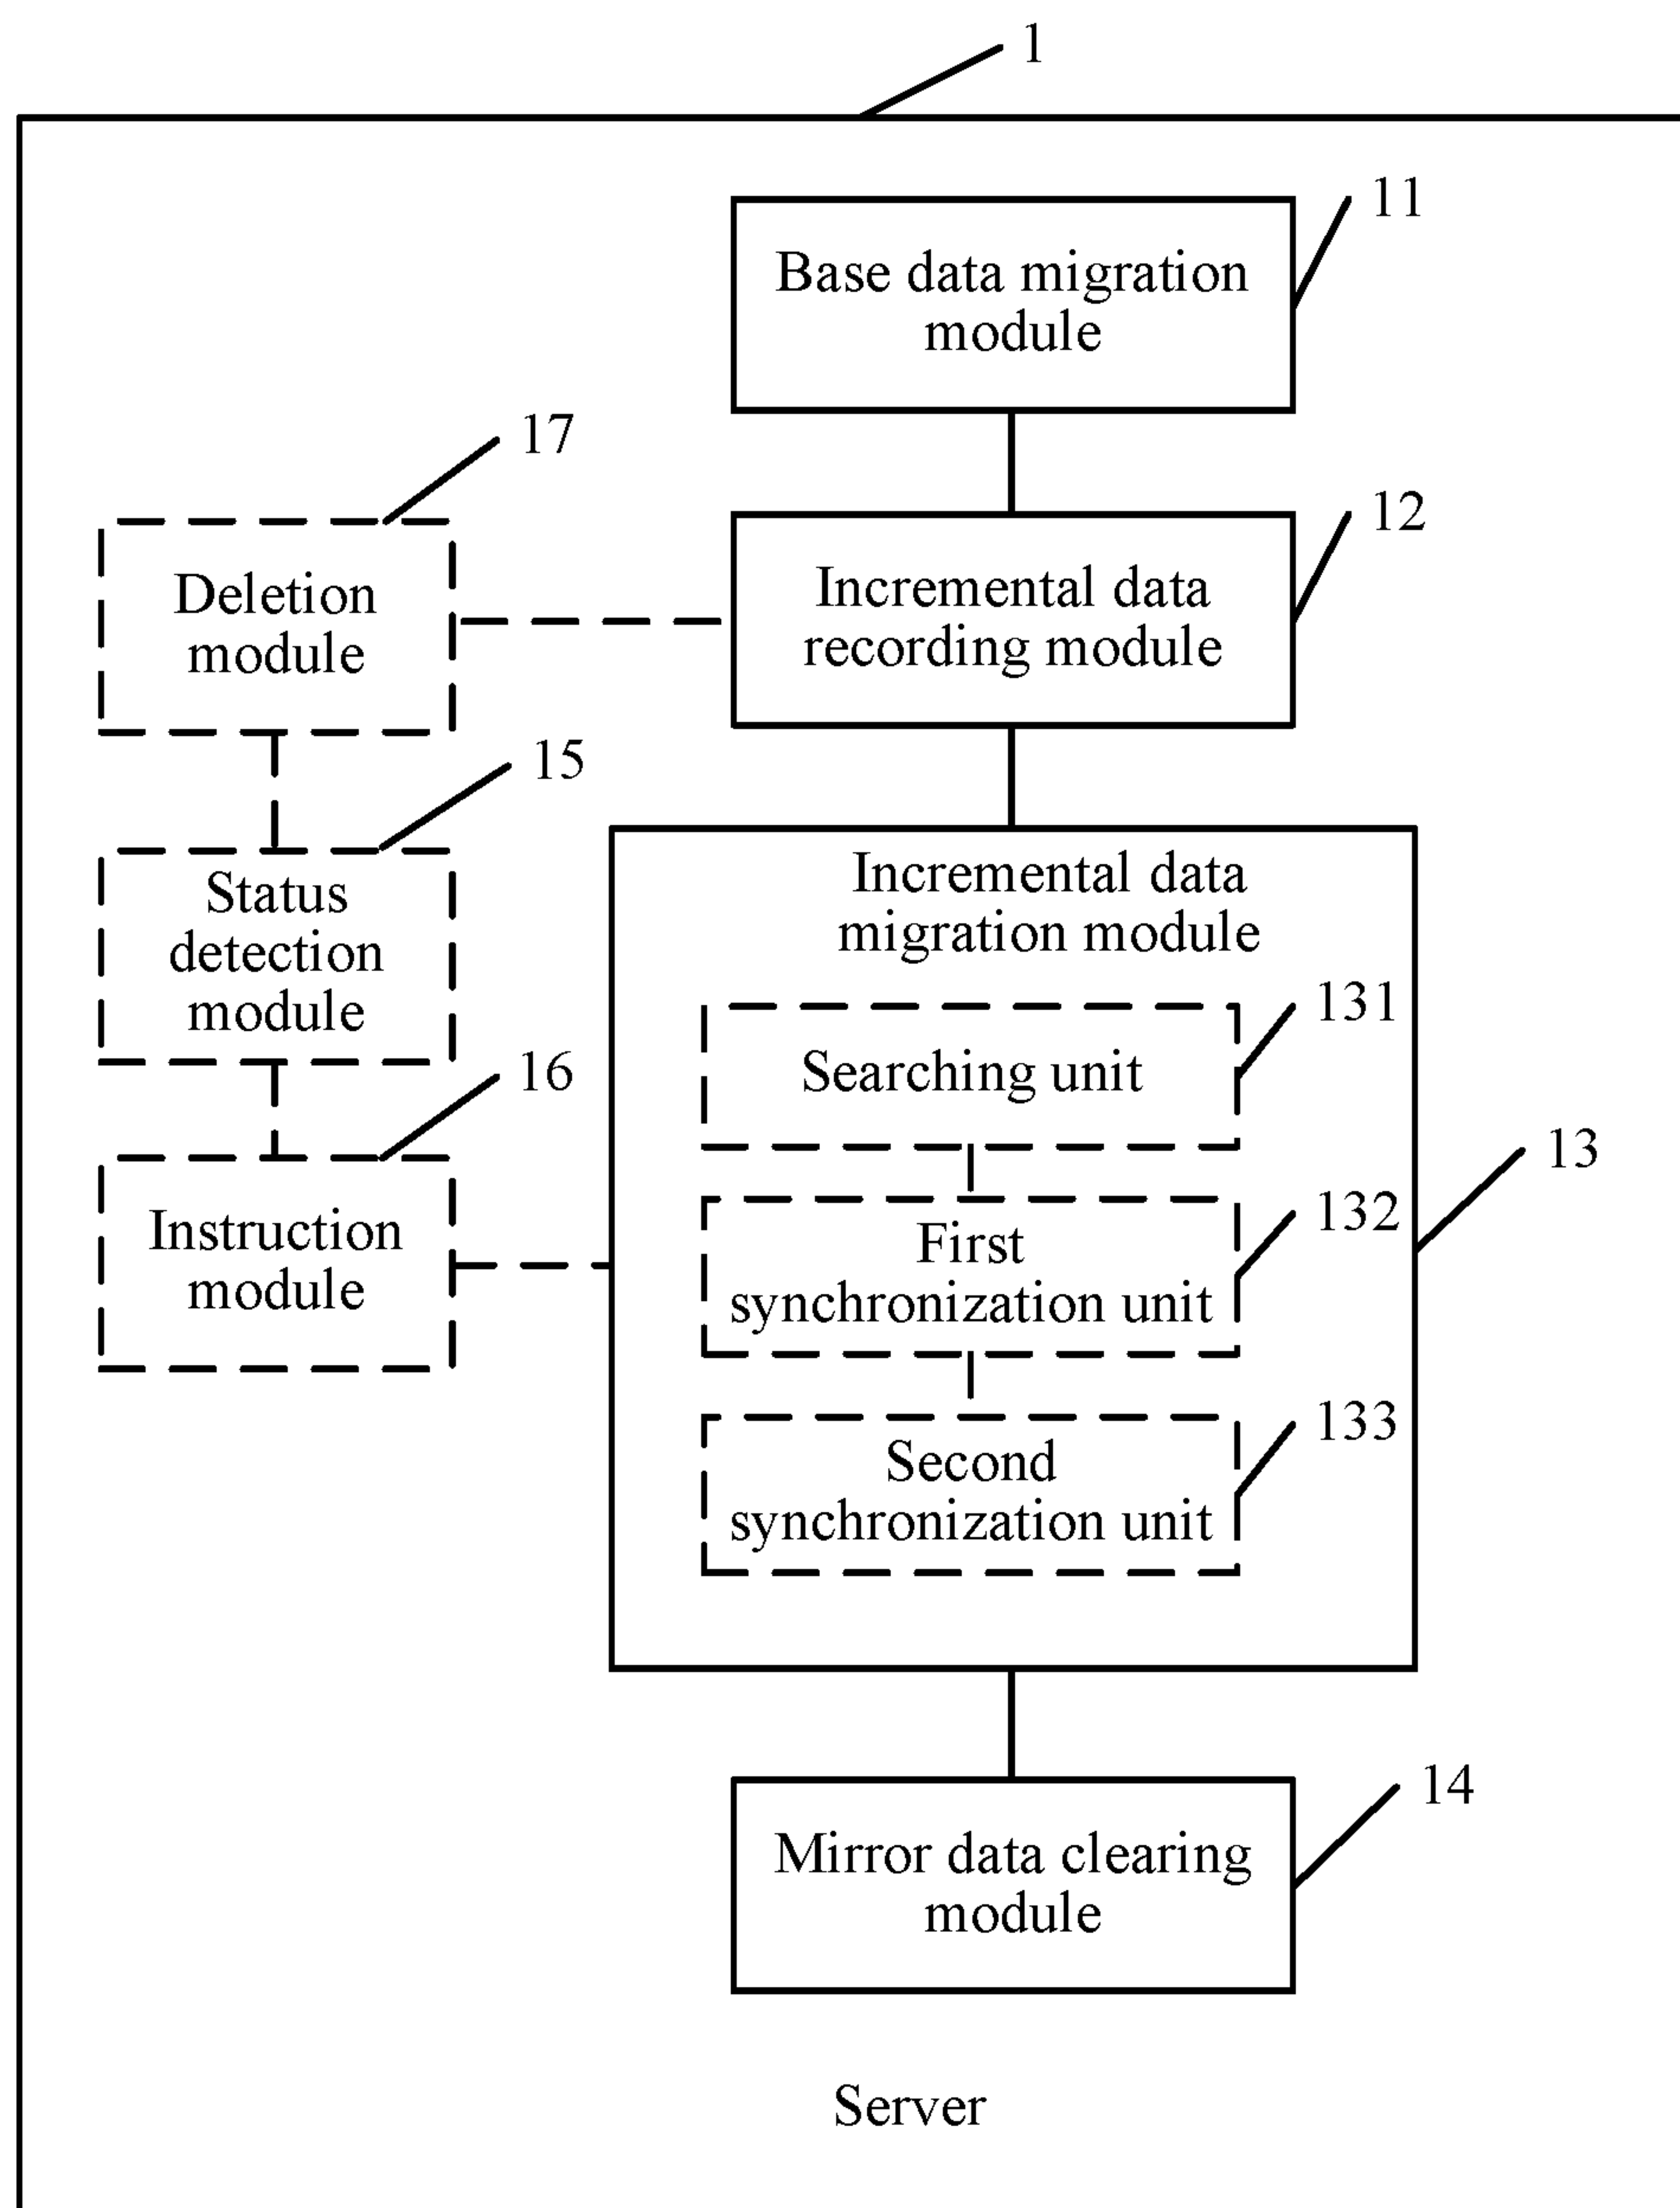 1
11
Base data migration
module
17
12
Deletion
module
Incremental data
recording module
15
Status
detection
module
Incremental data
migration module
131
Searching unit
16
13
Instruction
module
132
First
synchronization unit
133
Second
synchronization unit
14
Mirror data clearing
module
Server